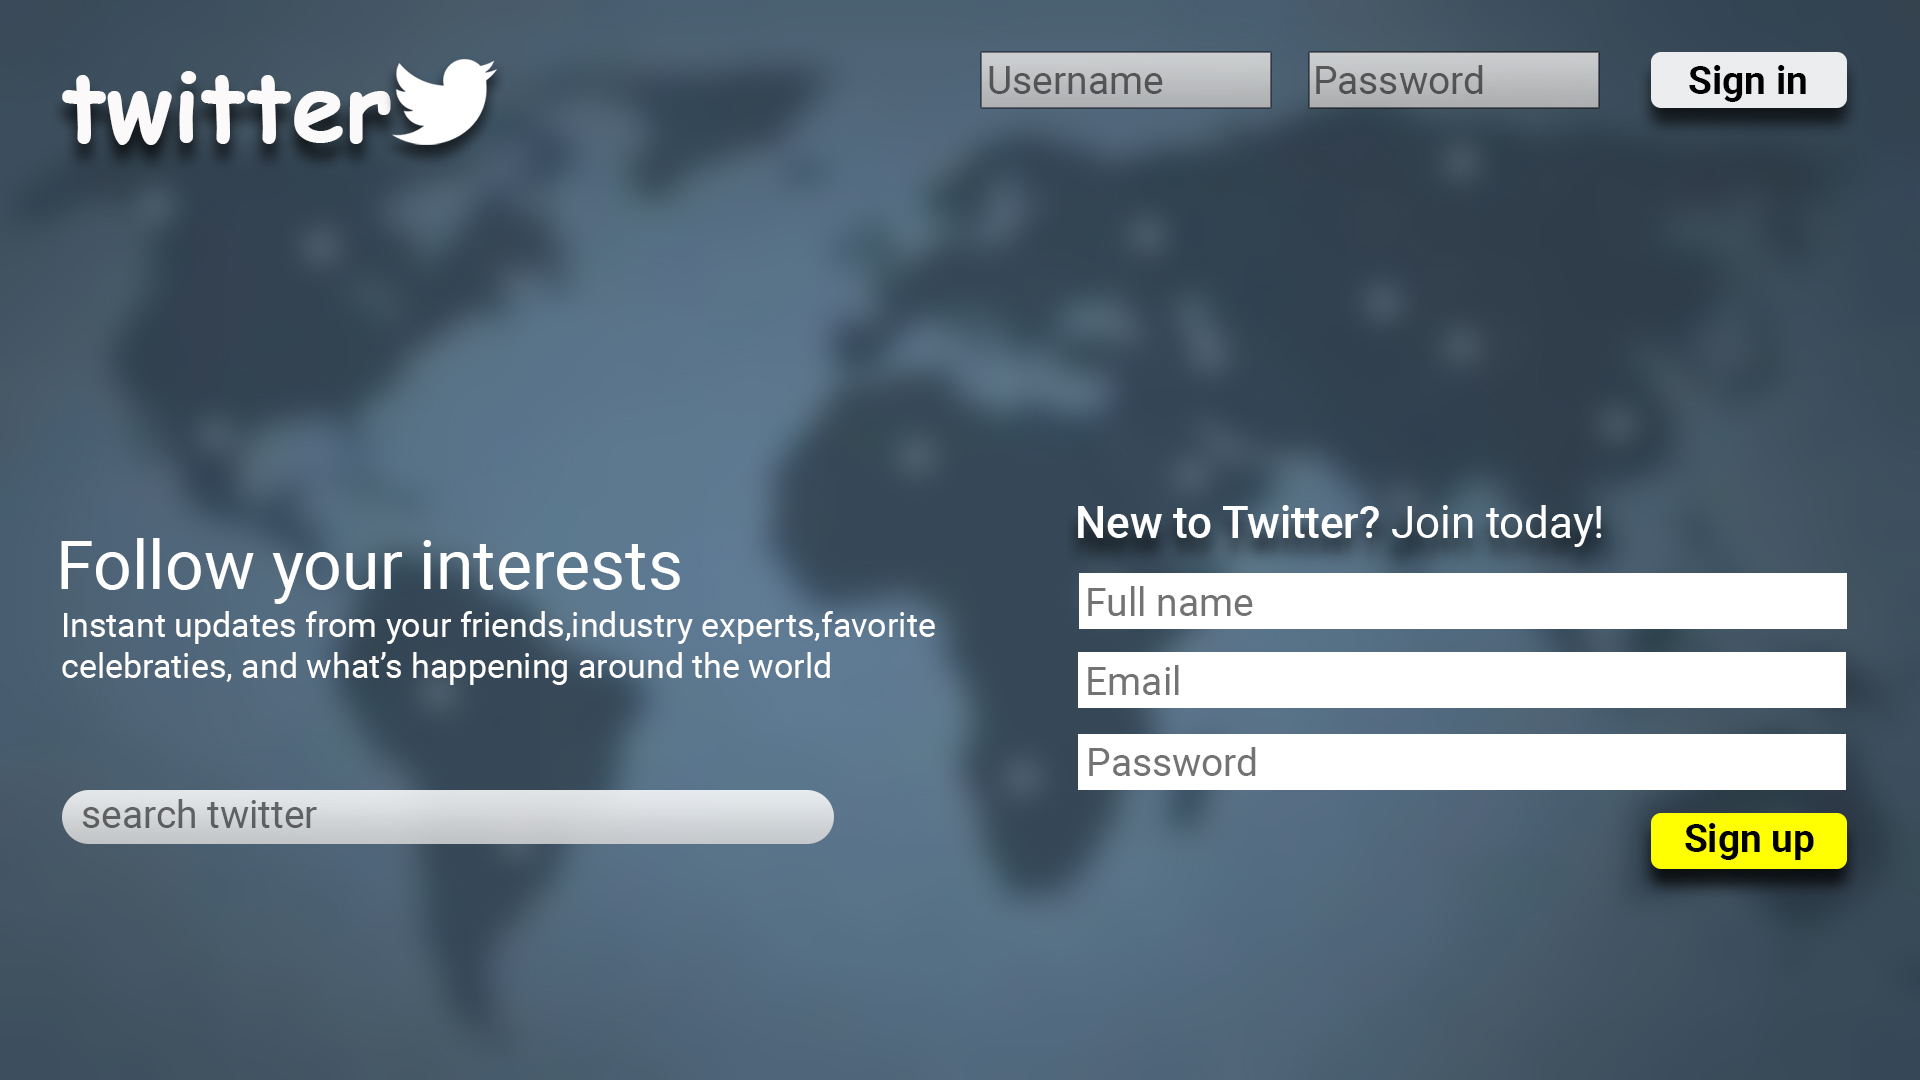 twitter
Username
Password
Sign in
Follow your interests
Instant updates from your friends,industry experts,favorite
celebraties, and what’s happening around the world
search twitter
New to Twitter? Join today!
Full name
Email
Password
Sign up